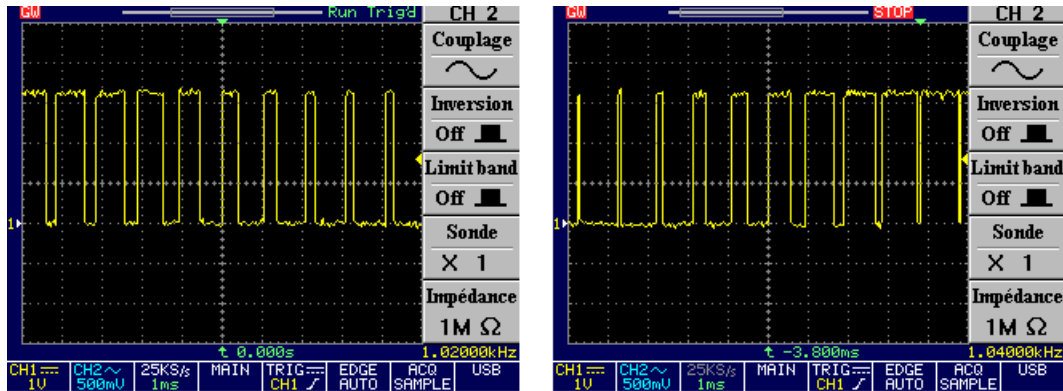 GW Run Trig'd CH 2
Couplage
Inversion
Off
Limit band
Off
Sonde
X 1
Impédance
1M Ω
1
0.000s 1.02000kHz
CH1 CH2 25KS/s MAIN TRIG EDGE ACQ USB
1V 500mV 1ms CH1 AUTO SAMPLE
GW STOP CH 2
Couplage
Inversion
Off
Limit band
Off
Sonde
X 1
Impédance
1M Ω
1
-3.800ms 1.04000kHz
CH1 CH2 25KS/s MAIN TRIG EDGE ACQ USB
1V 500mV 1ms CH1 AUTO SAMPLE